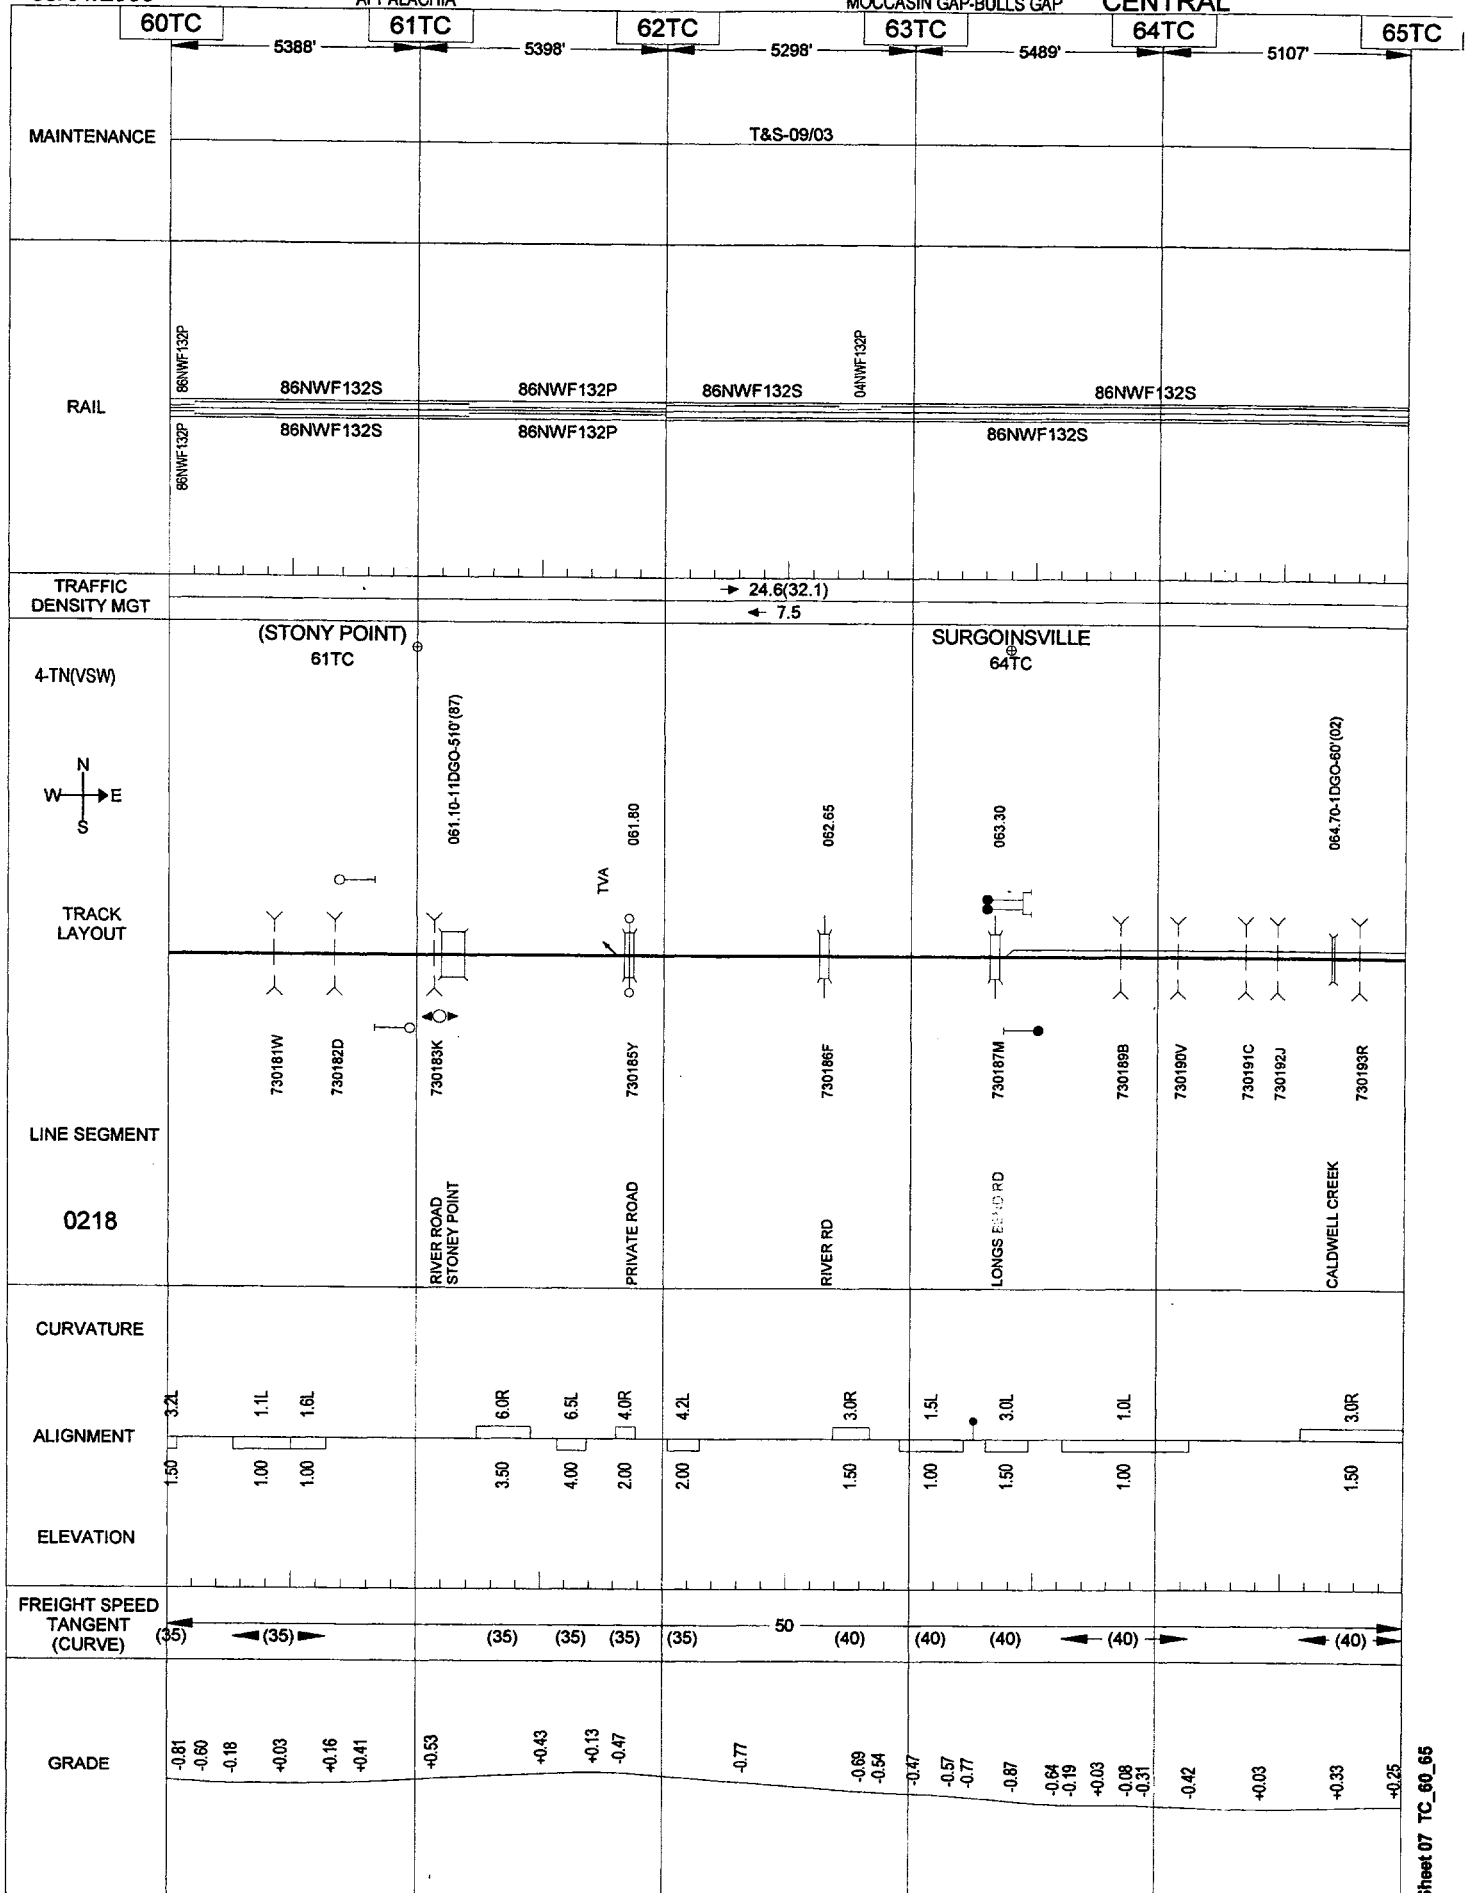 APPALACHIA
MOCCASIN GAP-BULLS GAP CENTRAL
60TC 61TC 62TC 63TC 64TC 65TC
5388' 5398' 5298' 5489' 5107'
MAINTENANCE
T&S-09/03
RAIL
86NWF132P
86NWF132S 86NWF132P 86NWF132S
04NWF132P
86NWF132S
86NWF132P
86NWF132S 86NWF132P 86NWF132S
TRAFFIC
DENSITY MGT
24.6(32.1)
7.5
4-TN(VSW)
(STONY POINT)
61TC
SURGOINSVILLE
64TC
N
W E
S
061.10-11DGO-510'(87)
061.80
062.65
063.30
064.70-1DGO-60'(02)
TVA
TRACK
LAYOUT
730181W
730182D
730183K
730185Y
730186F
730187M
730189B
730190V
730191C
730192J
730193R
LINE SEGMENT
0218
RIVER ROAD
STONEY POINT
PRIVATE ROAD
RIVER RD
LONGS BEND RD
CALDWELL CREEK
CURVATURE
3.2L 1.1L 1.6L 6.0R 6.5L 4.0R 4.2L 3.0R 1.5L 3.0L 1.0L 3.0R
ALIGNMENT
1.50 1.00 1.00 3.50 4.00 2.00 2.00 1.50 1.00 1.50 1.00 1.50
ELEVATION
FREIGHT SPEED
TANGENT
(CURVE)
50
(35) (35) (35) (35) (35) (35) (40) (40) (40) (40) (40)
GRADE
-0.81 -0.60 -0.18 +0.03 +0.16 +0.41 +0.53 +0.43 +0.13 -0.47 -0.77 -0.69 -0.54 -0.47 -0.57 -0.77 -0.87 -0.64 -0.19 +0.03 -0.08 -0.31 -0.42 +0.03 +0.33 +0.25
Sheet 07 TC_60_65